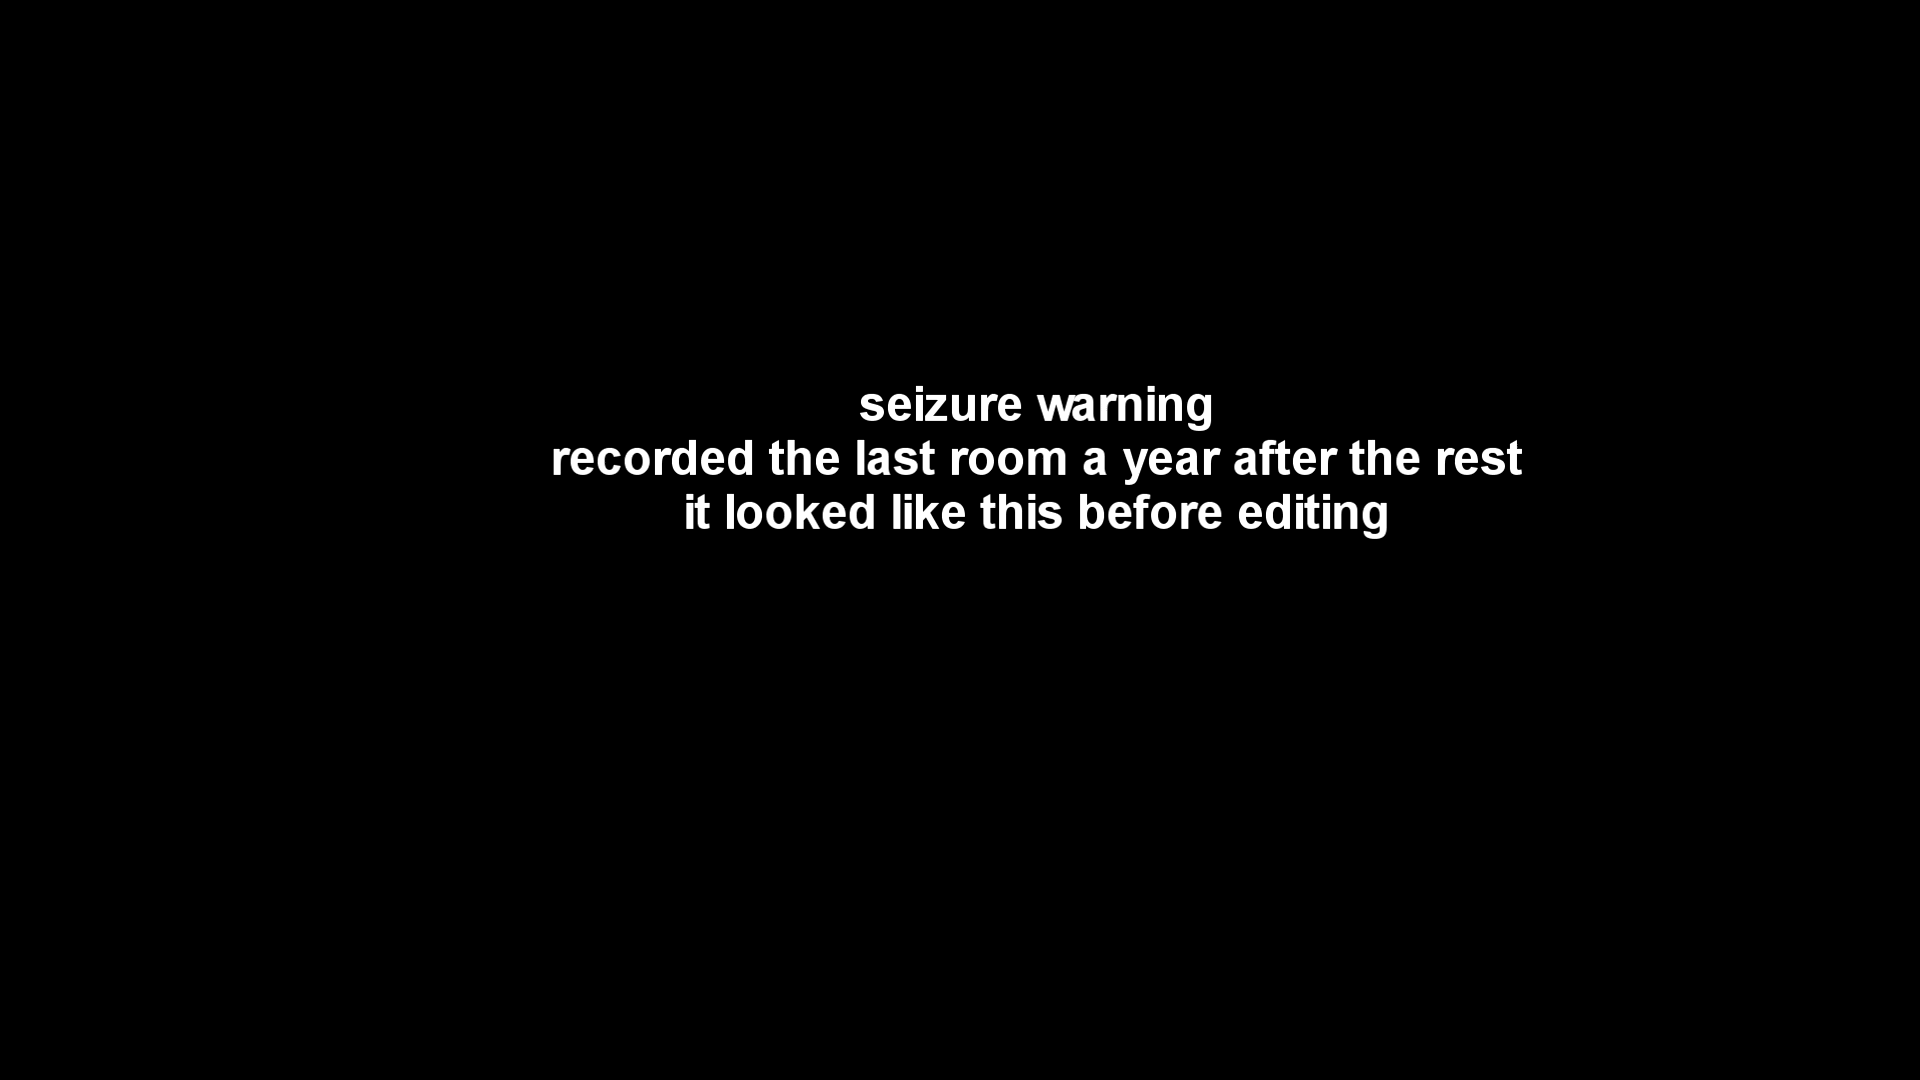 seizure warning
recorded the last room a year after the rest
it looked like this before editing